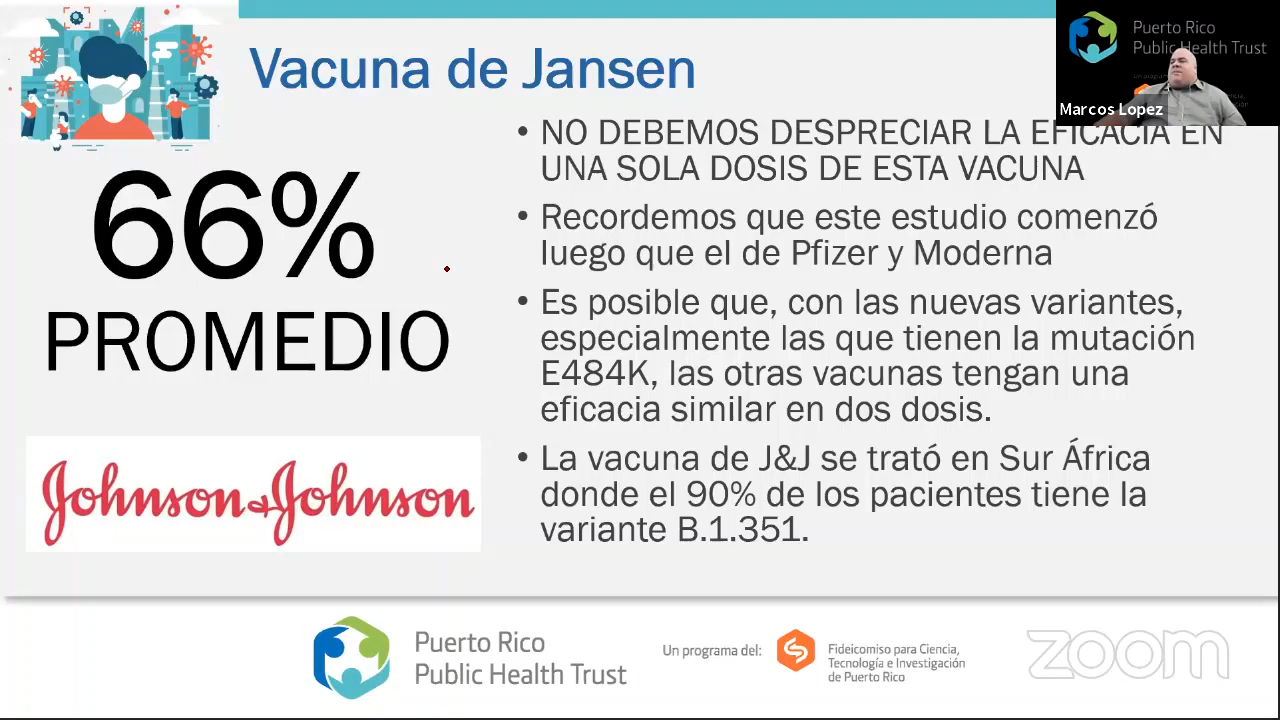 Vacuna de Jansen
66%
PROMEDIO
Johnson & Johnson
• NO DEBEMOS DESPRECIAR LA EFICACIA EN
UNA SOLA DOSIS DE ESTA VACUNA
• Recordemos que este estudio comenzó
luego que el de Pfizer y Moderna
• Es posible que, con las nuevas variantes,
especialmente las que tienen la mutación
E484K, las otras vacunas tengan una
eficacia similar en dos dosis.
• La vacuna de J&J se trató en Sur África
donde el 90% de los pacientes tiene la
variante B.1.351.
Puerto Rico
Public Health Trust
Marcos Lopez
Puerto Rico
Public Health Trust
Un programa del:
Fideicomiso para Ciencia,
Tecnología e Investigación
de Puerto Rico
zoom